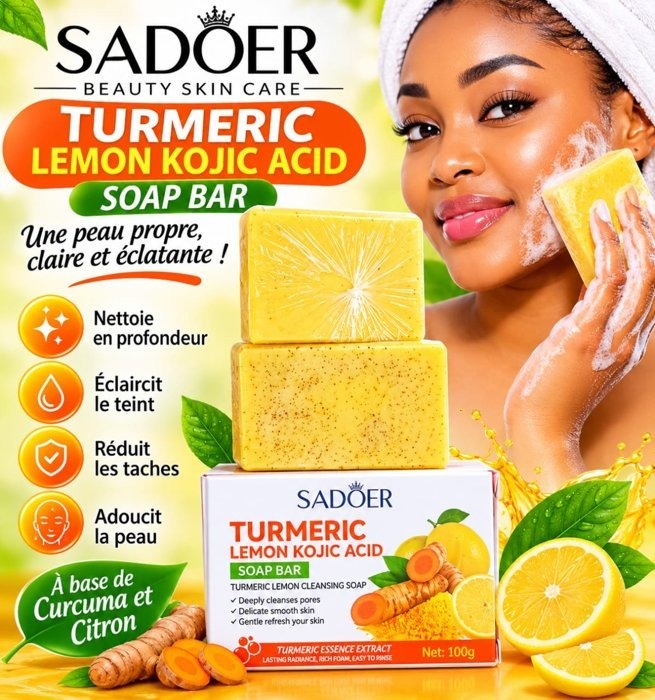 SADOER
BEAUTY SKIN CARE
TURMERIC
LEMON KOJIC ACID
SOAP BAR
Une peau propre,
claire et éclatante !
Nettoie
en profondeur
Éclaircit
le teint
Réduit
les taches
Adoucit
la peau
À base de
Curcuma et
Citron
SADOER
TURMERIC
LEMON KOJIC ACID
SOAP BAR
TURMERIC LEMON CLEANSING SOAP
✓ Deeply cleanses pores
✓ Delicate smooth skin
✓ Gentle refresh your skin
TURMERIC ESSENCE EXTRACT
LASTING RADIANCE, RICH FOAM, EASY TO RINSE
Net: 100g